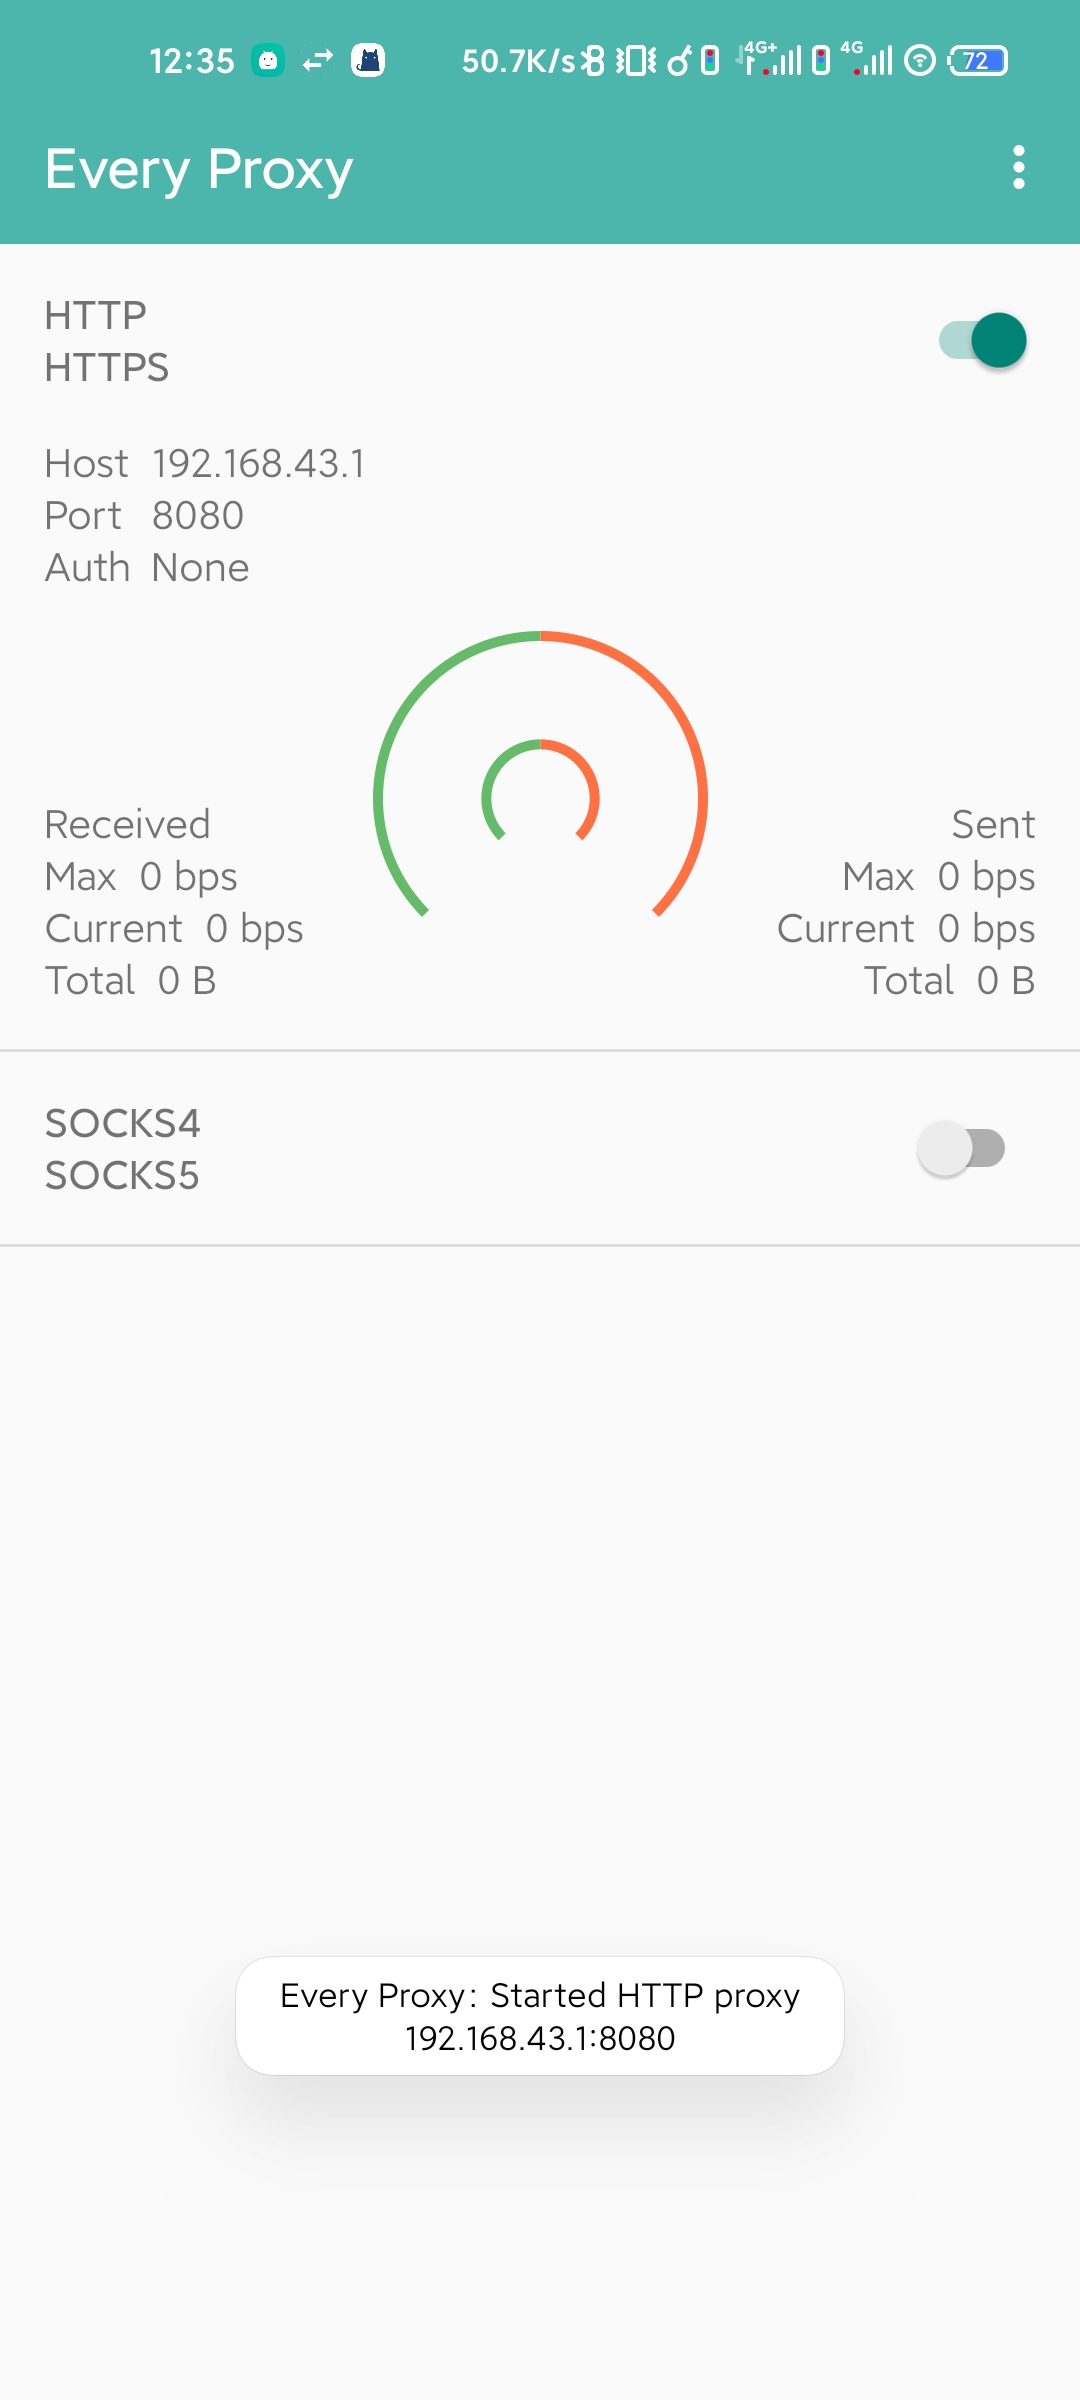 12:35 50.7K/s 4G+ 4G 72
Every Proxy
HTTP
HTTPS
Host 192.168.43.1
Port 8080
Auth None
Received
Max 0 bps
Current 0 bps
Total 0 B
Sent
Max 0 bps
Current 0 bps
Total 0 B
SOCKS4
SOCKS5
Every Proxy: Started HTTP proxy
192.168.43.1:8080